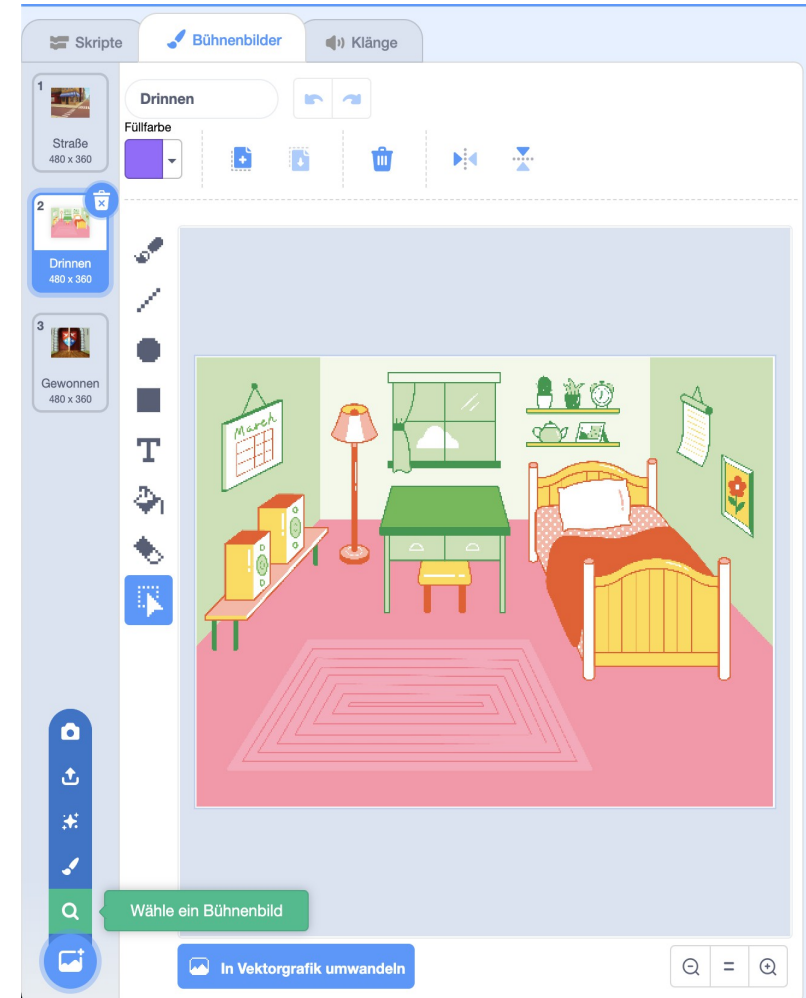 Skripte
Bühnenbilder
Klänge
1
Straße
480 x 360
2
Drinnen
480 x 360
3
Gewonnen
480 x 360
Drinnen
Füllfarbe
T
March
Wähle ein Bühnenbild
In Vektorgrafik umwandeln